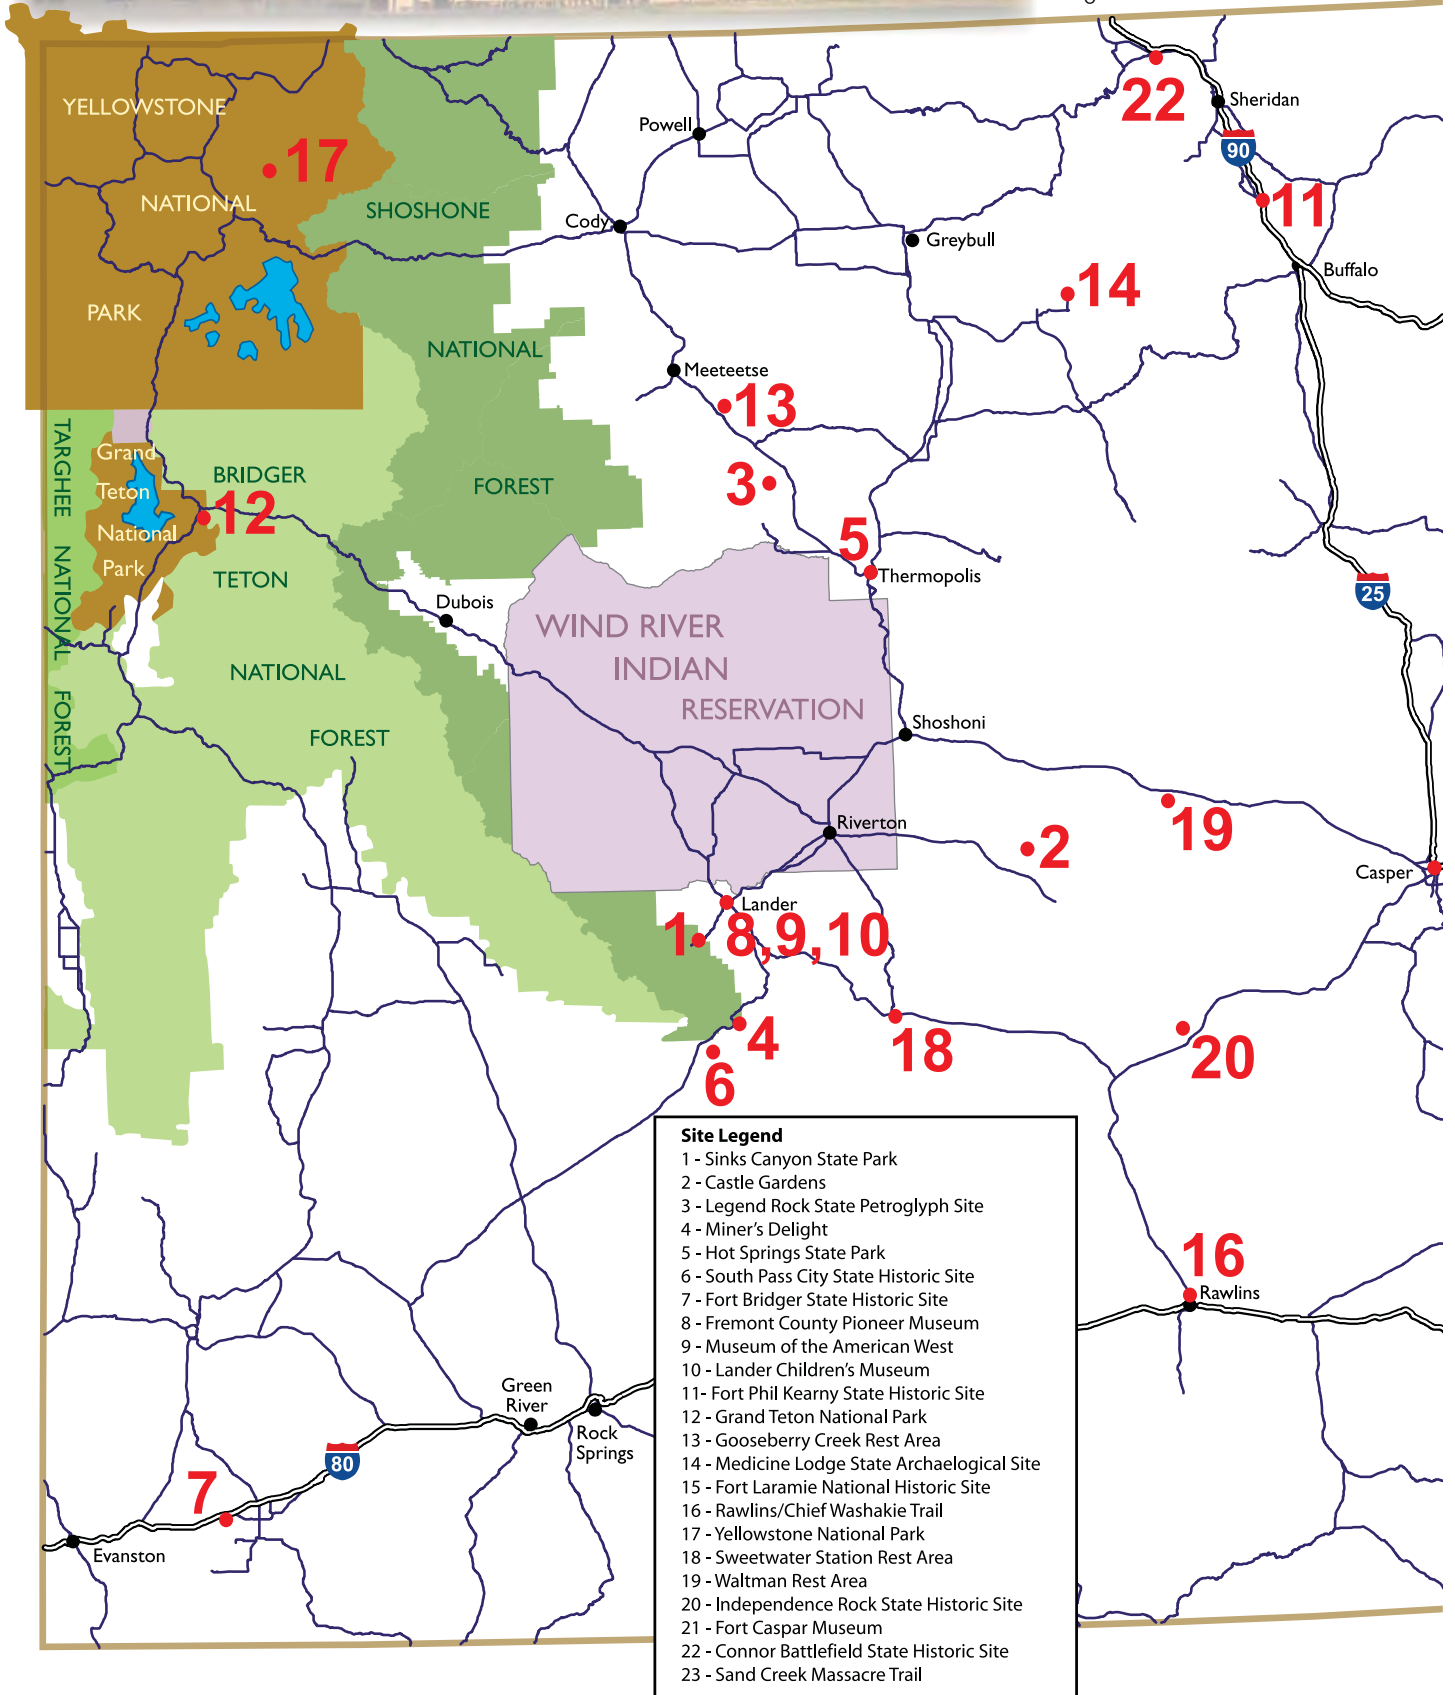 YELLOWSTONE
NATIONAL
PARK
17
SHOSHONE
NATIONAL
FOREST
Powell
Cody
Greybull
Meeteetse
22
Sheridan
90
11
Buffalo
14
13
3
5
Thermopolis
TARGHEE NATIONAL FOREST
Grand
Teton
National
Park
BRIDGER
12
TETON
NATIONAL
FOREST
Dubois
WIND RIVER
INDIAN
RESERVATION
25
Shoshoni
Riverton
2
19
Casper
Lander
1
8,9,10
4
6
18
20
16
Rawlins
Green
River
Rock
Springs
80
7
Evanston
Site Legend
1 - Sinks Canyon State Park
2 - Castle Gardens
3 - Legend Rock State Petroglyph Site
4 - Miner's Delight
5 - Hot Springs State Park
6 - South Pass City State Historic Site
7 - Fort Bridger State Historic Site
8 - Fremont County Pioneer Museum
9 - Museum of the American West
10 - Lander Children's Museum
11- Fort Phil Kearny State Historic Site
12 - Grand Teton National Park
13 - Gooseberry Creek Rest Area
14 - Medicine Lodge State Archaelogical Site
15 - Fort Laramie National Historic Site
16 - Rawlins/Chief Washakie Trail
17 - Yellowstone National Park
18 - Sweetwater Station Rest Area
19 - Waltman Rest Area
20 - Independence Rock State Historic Site
21 - Fort Caspar Museum
22 - Connor Battlefield State Historic Site
23 - Sand Creek Massacre Trail